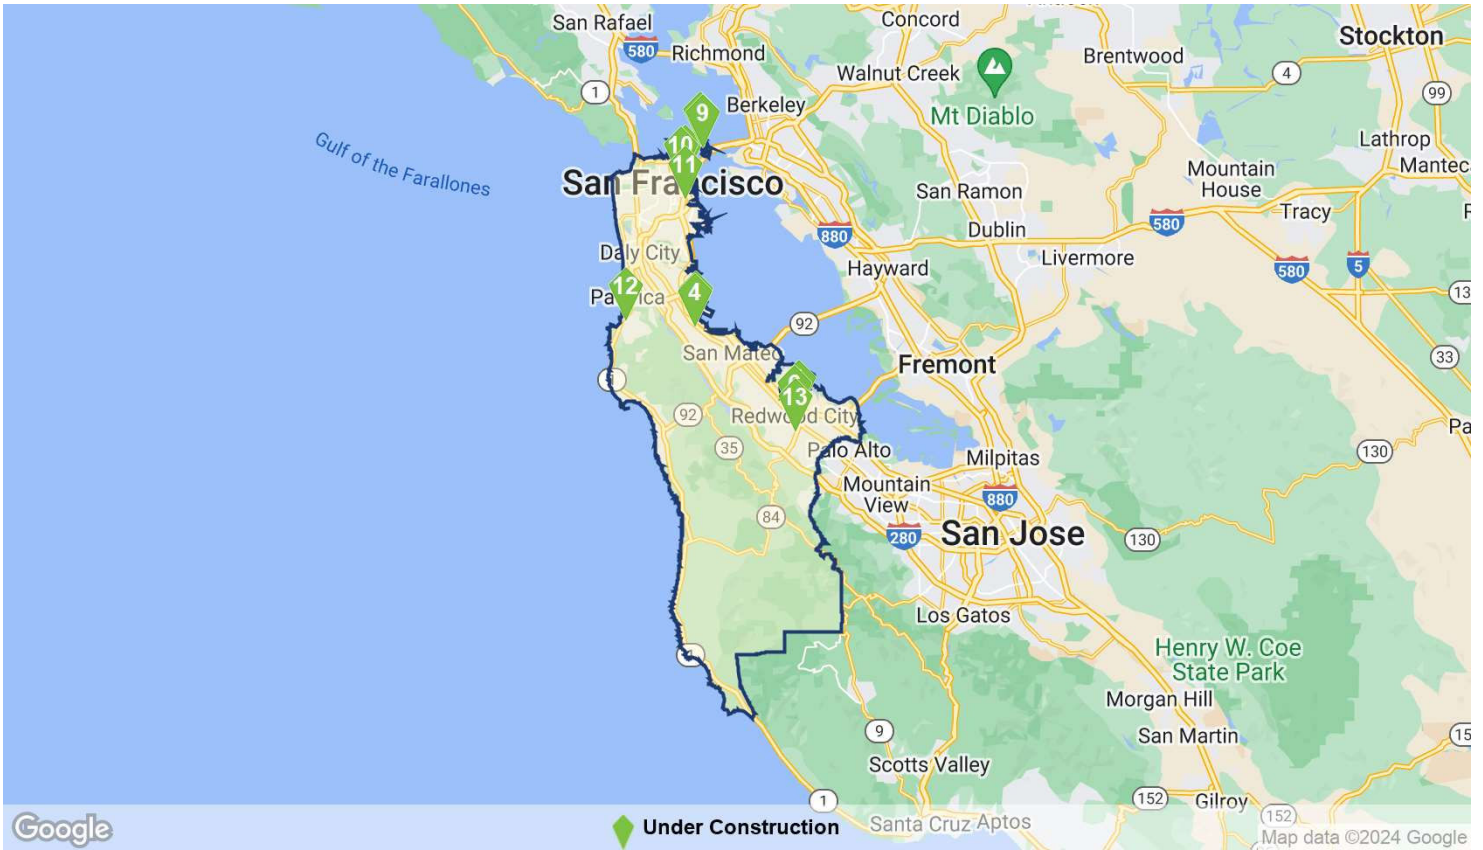 San Rafael
Concord
Stockton
580
Richmond
Brentwood
Walnut Creek
4
1
99
Berkeley
9
Mt Diablo
Lathrop
Gulf of the Farallones
10
11
Mountain
House
Mantec
San Francisco
San Ramon
Tracy
580
Dublin
880
Daly City
Livermore
5
Hayward
580
12
4
13
Pacifica
92
San Mateo
33
Fremont
13
Redwood City
92
35
Palo Alto
130
Pa
Milpitas
Mountain
View
880
84
San Jose
280
130
Los Gatos
Henry W. Coe
State Park
Morgan Hill
9
San Martin
15
Scotts Valley
1
152
Gilroy
152
Google
Under Construction
Santa Cruz
Aptos
Map data ©2024 Google